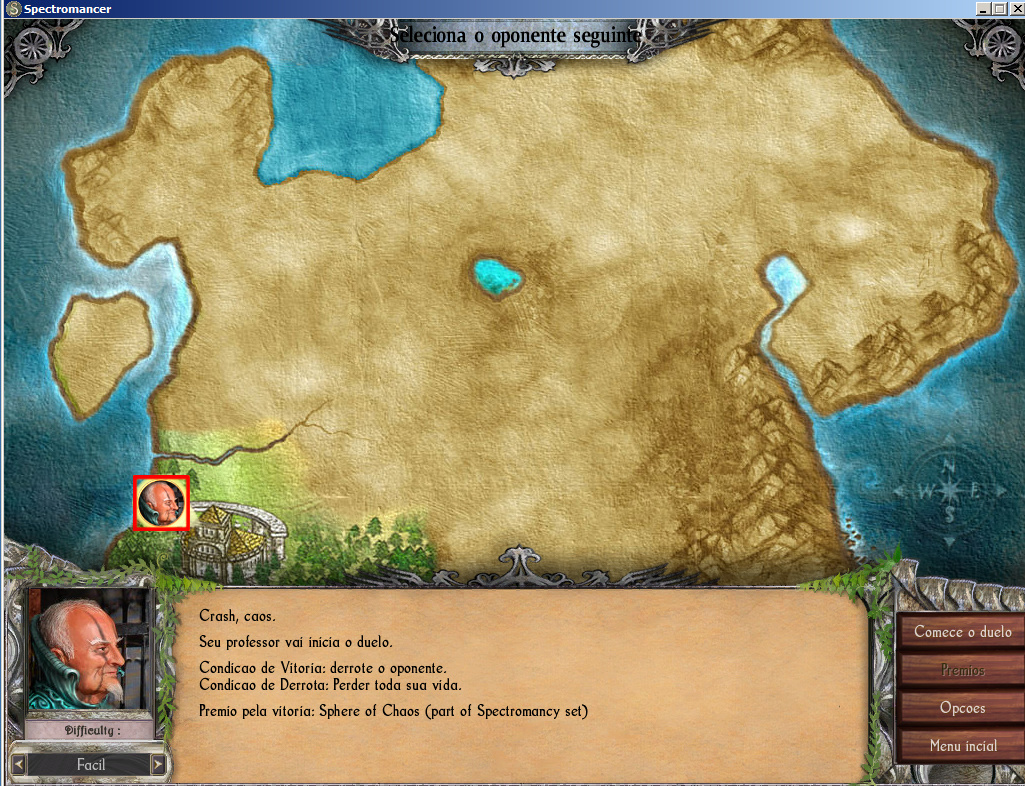 Spectromancer
Seleciona o oponente seguinte
N
W E
S
Crash, caos.
Seu professor vai inicia o duelo.
Condicao de Vitoria: derrote o oponente.
Condicao de Derrota: Perder toda sua vida.
Premio pela vitoria: Sphere of Chaos (part of Spectromancy set)
Difficulty :
Facil
Comece o duelo
Premios
Opcoes
Menu incial